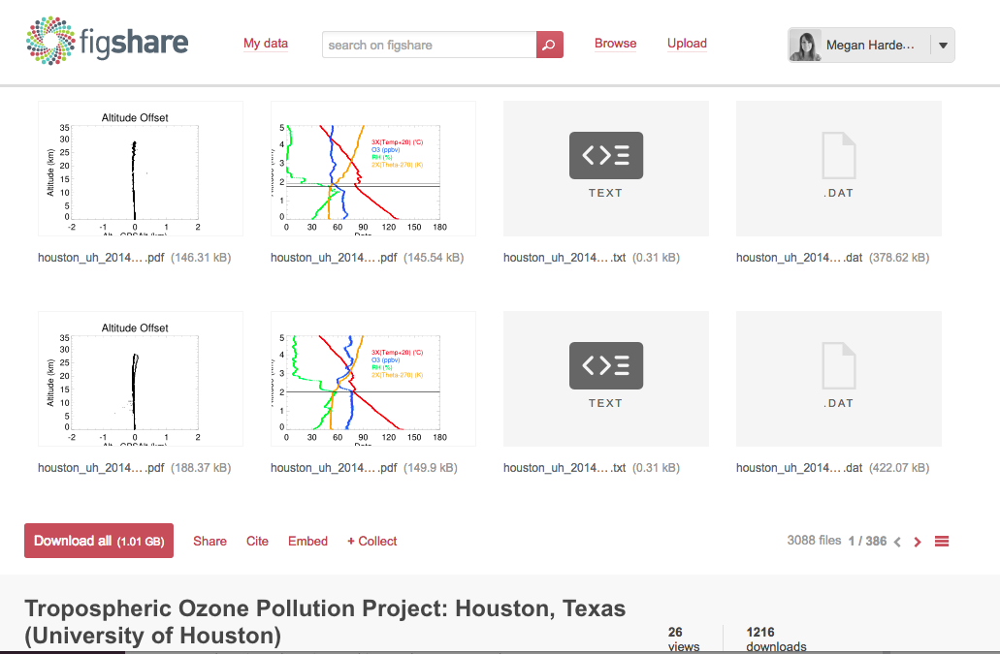 figshare
My data
search on figshare
Browse
Upload
Megan Harde...
Altitude Offset
35
30
25
20
15
10
5
0
Altitude (km)
-2 -1 0 1 2
5
4
3
2
1
0
3X(Temp+20) (°C)
O3 (ppbv)
RH (%)
2X(Theta-270) (K)
0 30 60 90 120 150 180
TEXT
.DAT
houston_uh_2014... .pdf (146.31 kB)
houston_uh_2014... .pdf (145.54 kB)
houston_uh_2014... .txt (0.31 kB)
houston_uh_2014... .dat (378.62 kB)
Altitude Offset
35
30
25
20
15
10
5
0
Altitude (km)
-2 -1 0 1 2
5
4
3
2
1
0
3X(Temp+20) (°C)
O3 (ppbv)
RH (%)
2X(Theta-270) (K)
0 30 60 90 120 150 180
TEXT
.DAT
houston_uh_2014... .pdf (188.37 kB)
houston_uh_2014... .pdf (149.9 kB)
houston_uh_2014... .txt (0.31 kB)
houston_uh_2014... .dat (422.07 kB)
Download all (1.01 GB)
Share
Cite
Embed
+ Collect
3088 files 1 / 386
Tropospheric Ozone Pollution Project: Houston, Texas
(University of Houston)
26
views
1216
downloads